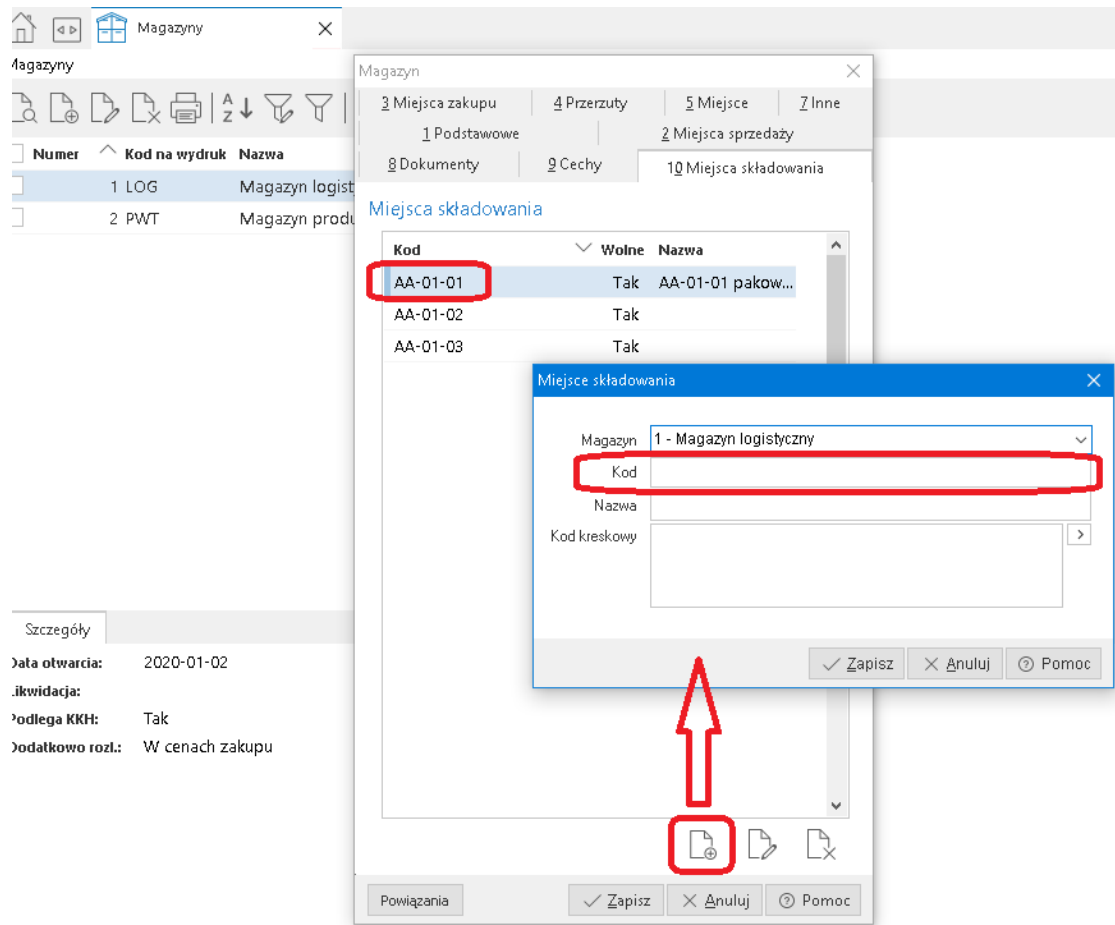 Magazyny
Magazyny
Numer Kod na wydruk Nazwa
1 LOG Magazyn logist
2 PWT Magazyn produ
Szczegóły
Data otwarcia: 2020-01-02
Likwidacja:
Podlega KKH: Tak
Dodatkowo rozl.: W cenach zakupu
Magazyn
3 Miejsca zakupu 4 Przerzuty 5 Miejsce 7 Inne
1 Podstawowe 2 Miejsca sprzedaży
8 Dokumenty 9 Cechy 10 Miejsca składowania
Miejsca składowania
Kod Wolne Nazwa
AA-01-01 Tak AA-01-01 pakow...
AA-01-02 Tak
AA-01-03 Tak
Miejsce składowania
Magazyn 1 - Magazyn logistyczny
Kod
Nazwa
Kod kreskowy
Zapisz Anuluj Pomoc
Powiązania Zapisz Anuluj Pomoc